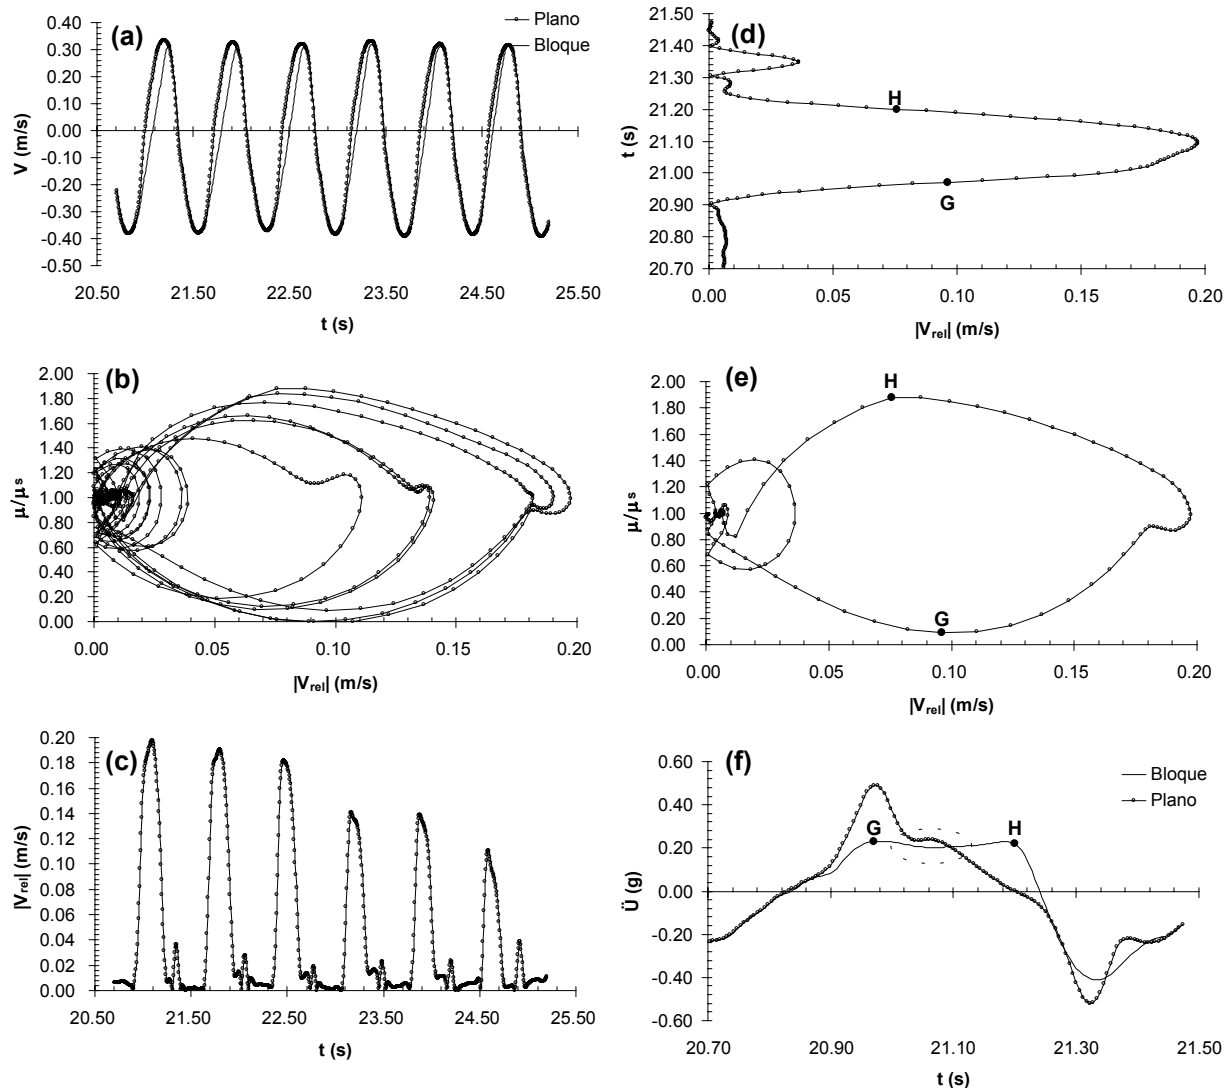 (a)
Plano
Bloque
0.40
0.30
0.20
0.10
0.00
-0.10
-0.20
-0.30
-0.40
-0.50
V (m/s)
20.50 21.50 22.50 23.50 24.50 25.50
t (s)
(d)
21.50
21.40
21.30
21.20
21.10
21.00
20.90
20.80
20.70
t (s)
H
G
0.00 0.05 0.10 0.15 0.20
|Vrel| (m/s)
(b)
2.00
1.80
1.60
1.40
1.20
1.00
0.80
0.60
0.40
0.20
0.00
μ/μs
0.00 0.05 0.10 0.15 0.20
|Vrel| (m/s)
(e)
2.00
1.80
1.60
1.40
1.20
1.00
0.80
0.60
0.40
0.20
0.00
μ/μs
H
G
0.00 0.05 0.10 0.15 0.20
|Vrel| (m/s)
(c)
0.20
0.18
0.16
0.14
0.12
0.10
0.08
0.06
0.04
0.02
0.00
|Vrel| (m/s)
20.50 21.50 22.50 23.50 24.50 25.50
t (s)
(f)
Bloque
Plano
0.60
0.40
0.20
0.00
-0.20
-0.40
-0.60
Ü (g)
G
H
20.70 20.90 21.10 21.30 21.50
t (s)